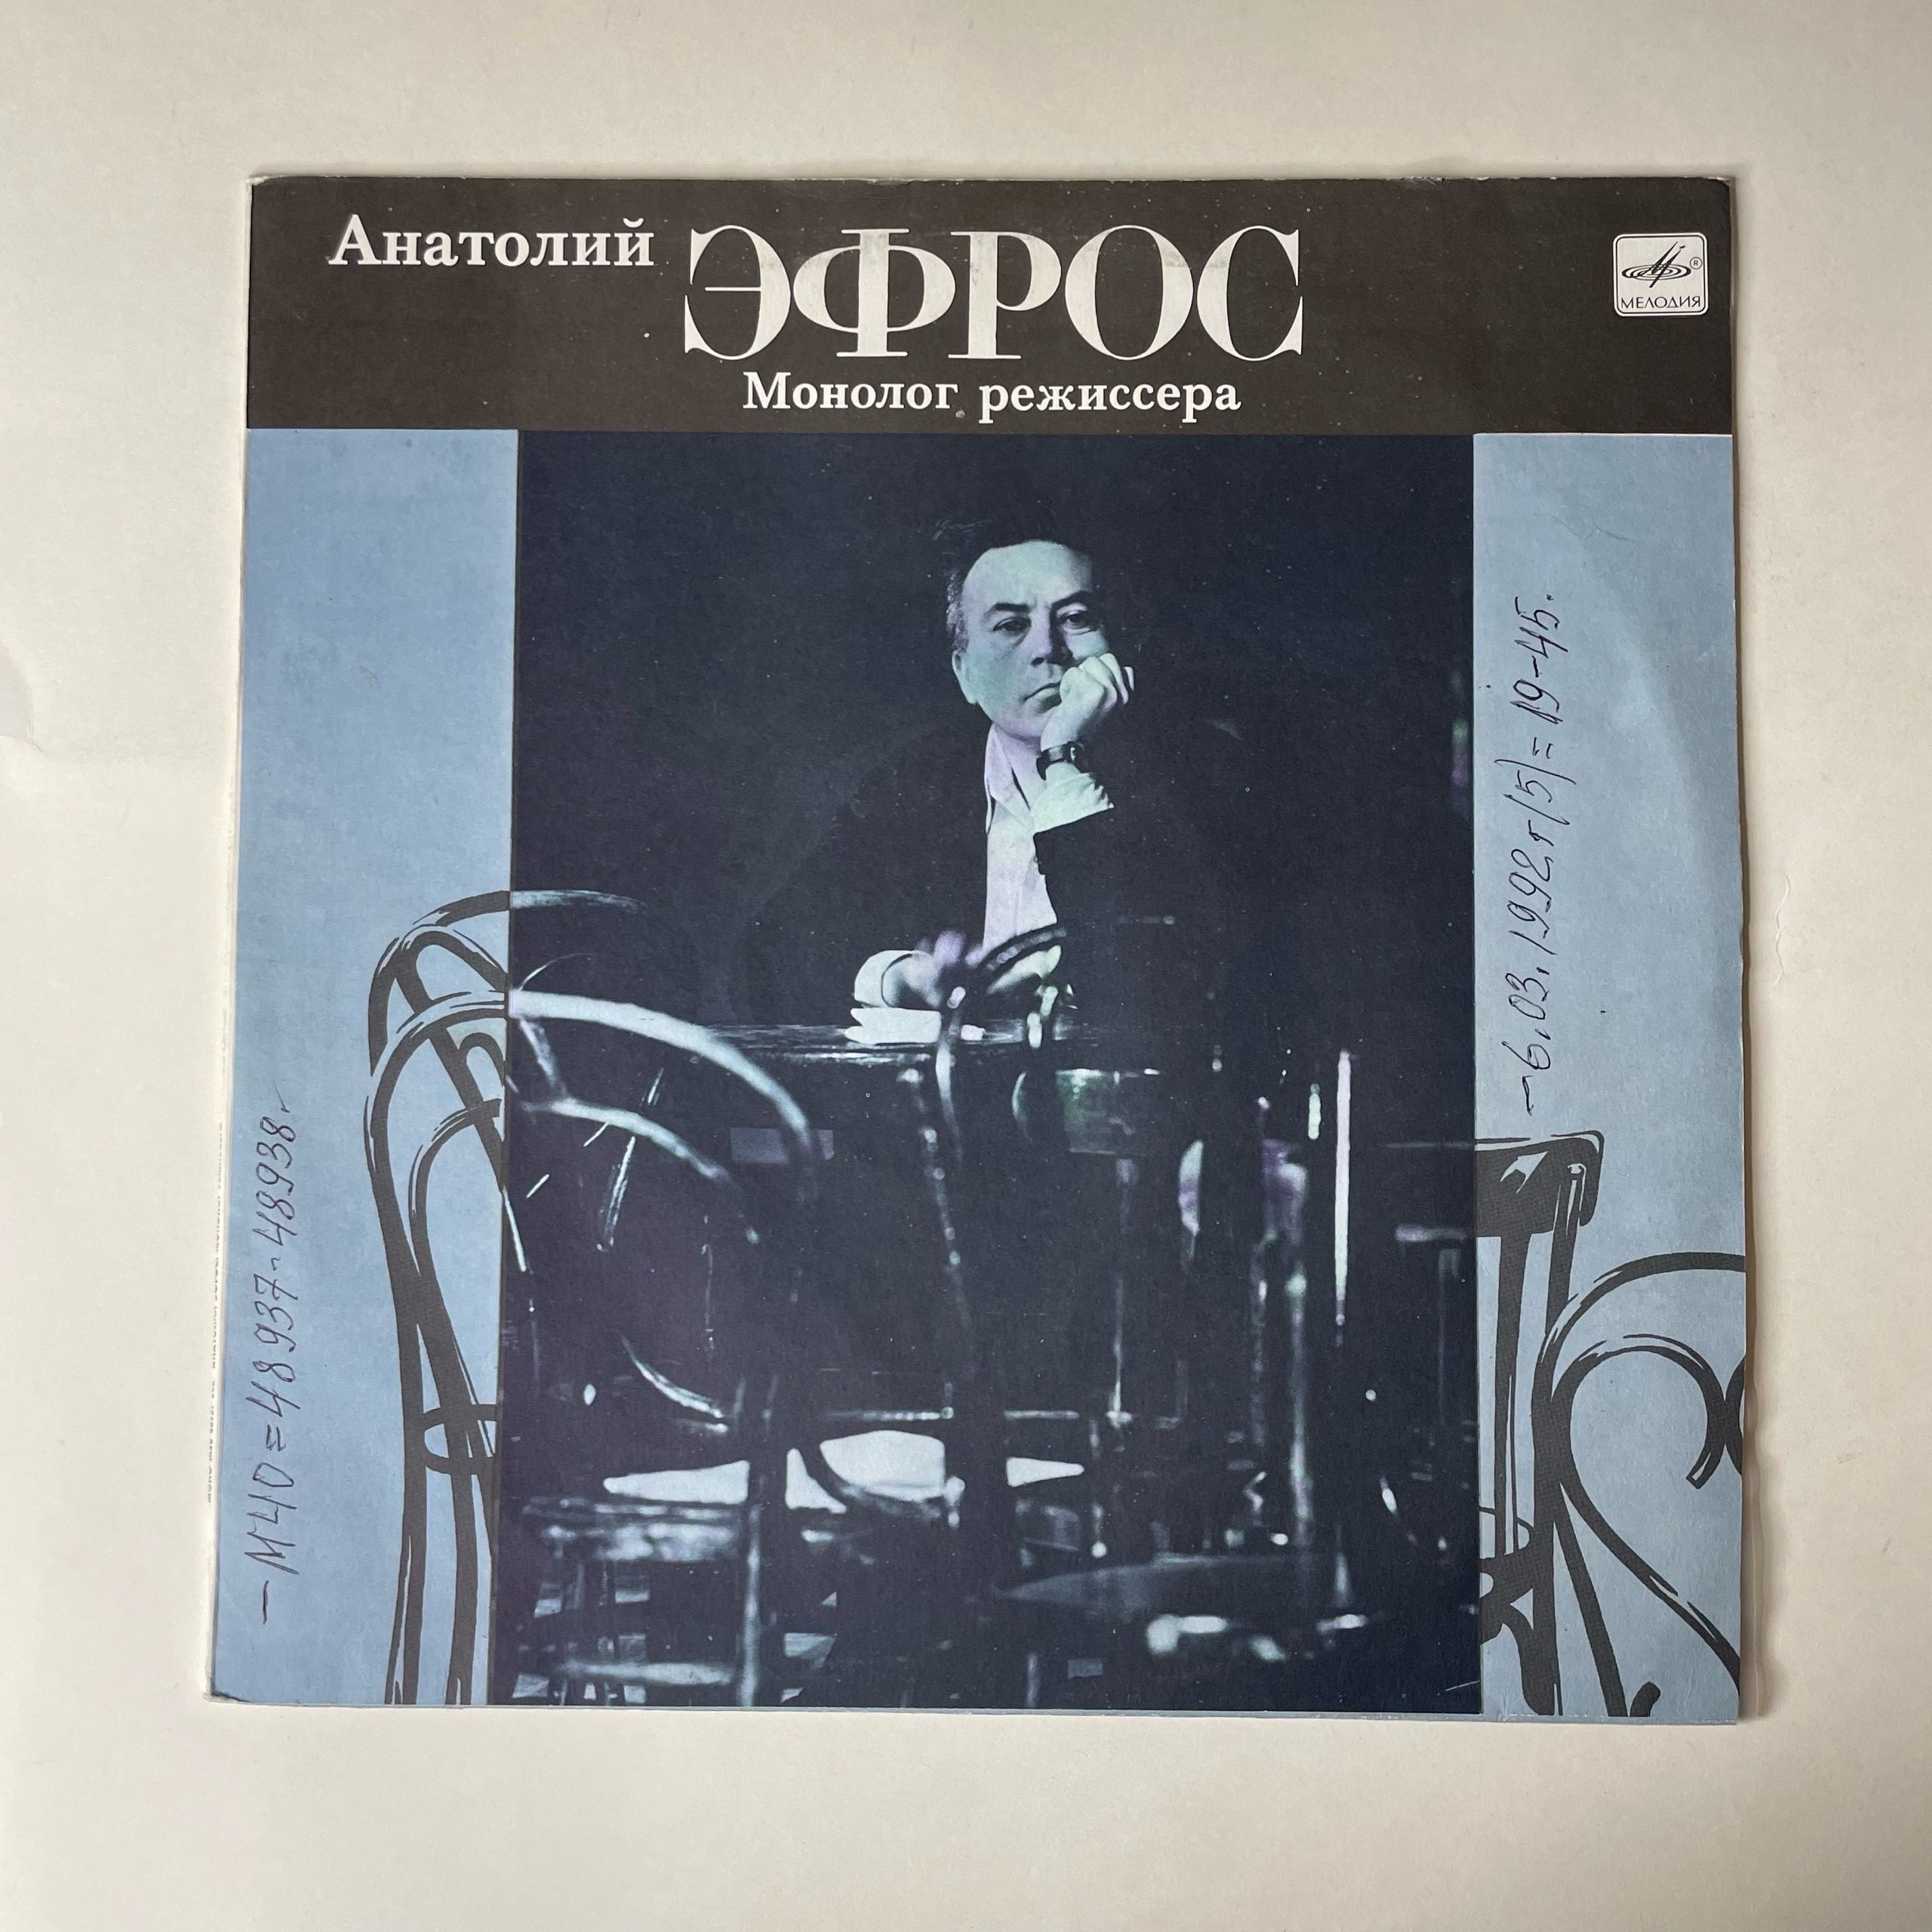 Анатолий ЭФРОС
Монолог режиссера
МЕЛОДИЯ
-М40=48937-48938.
-6.03.1992г(5)=19-45.